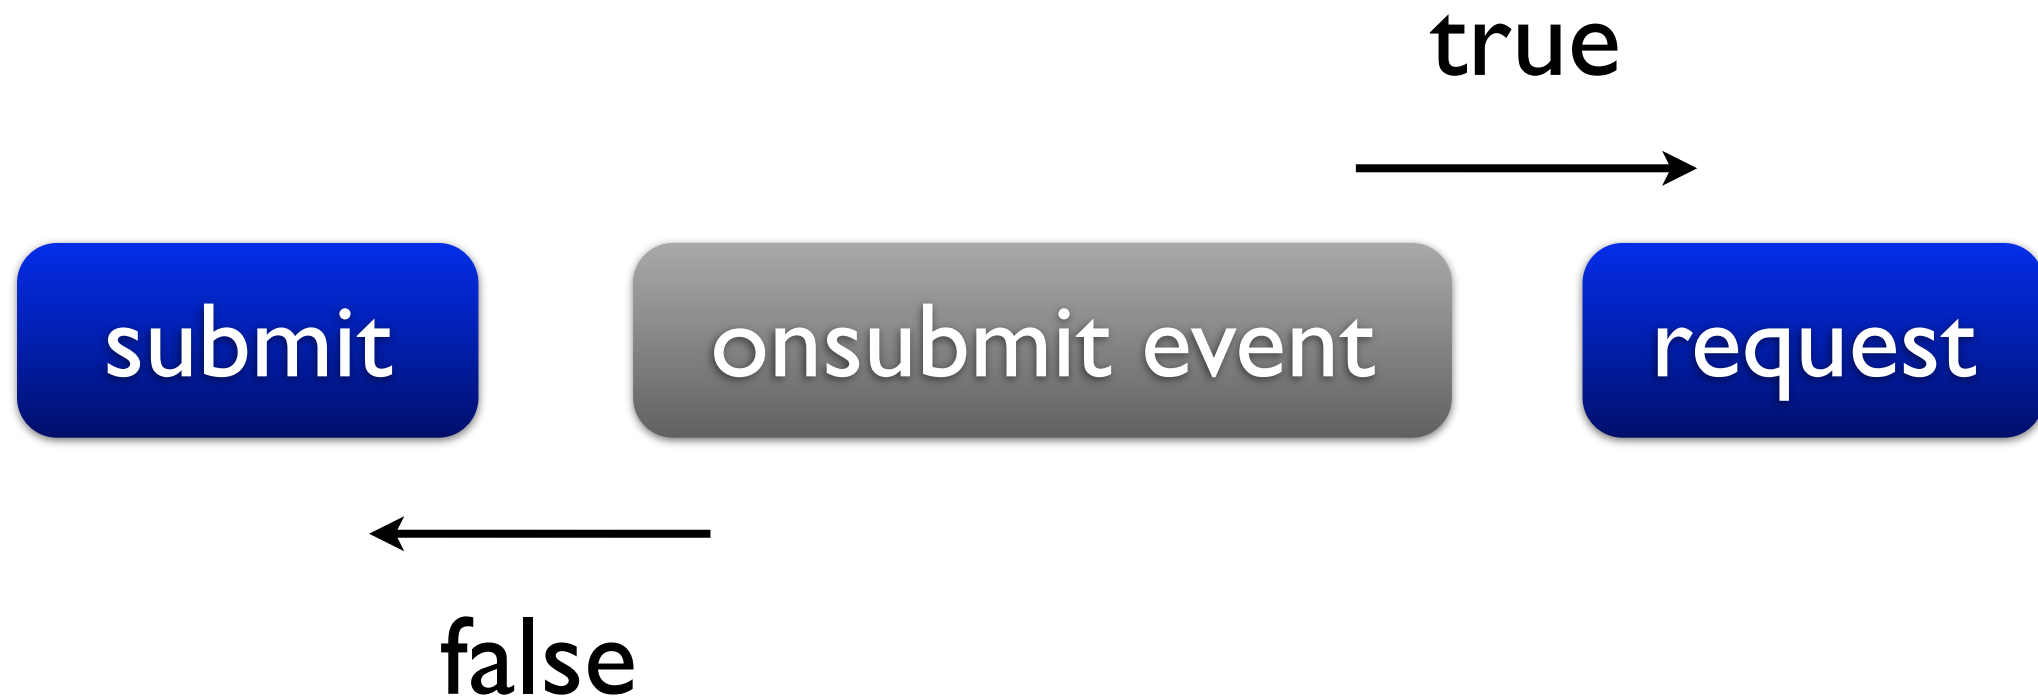 true
submit
onsubmit event
request
false